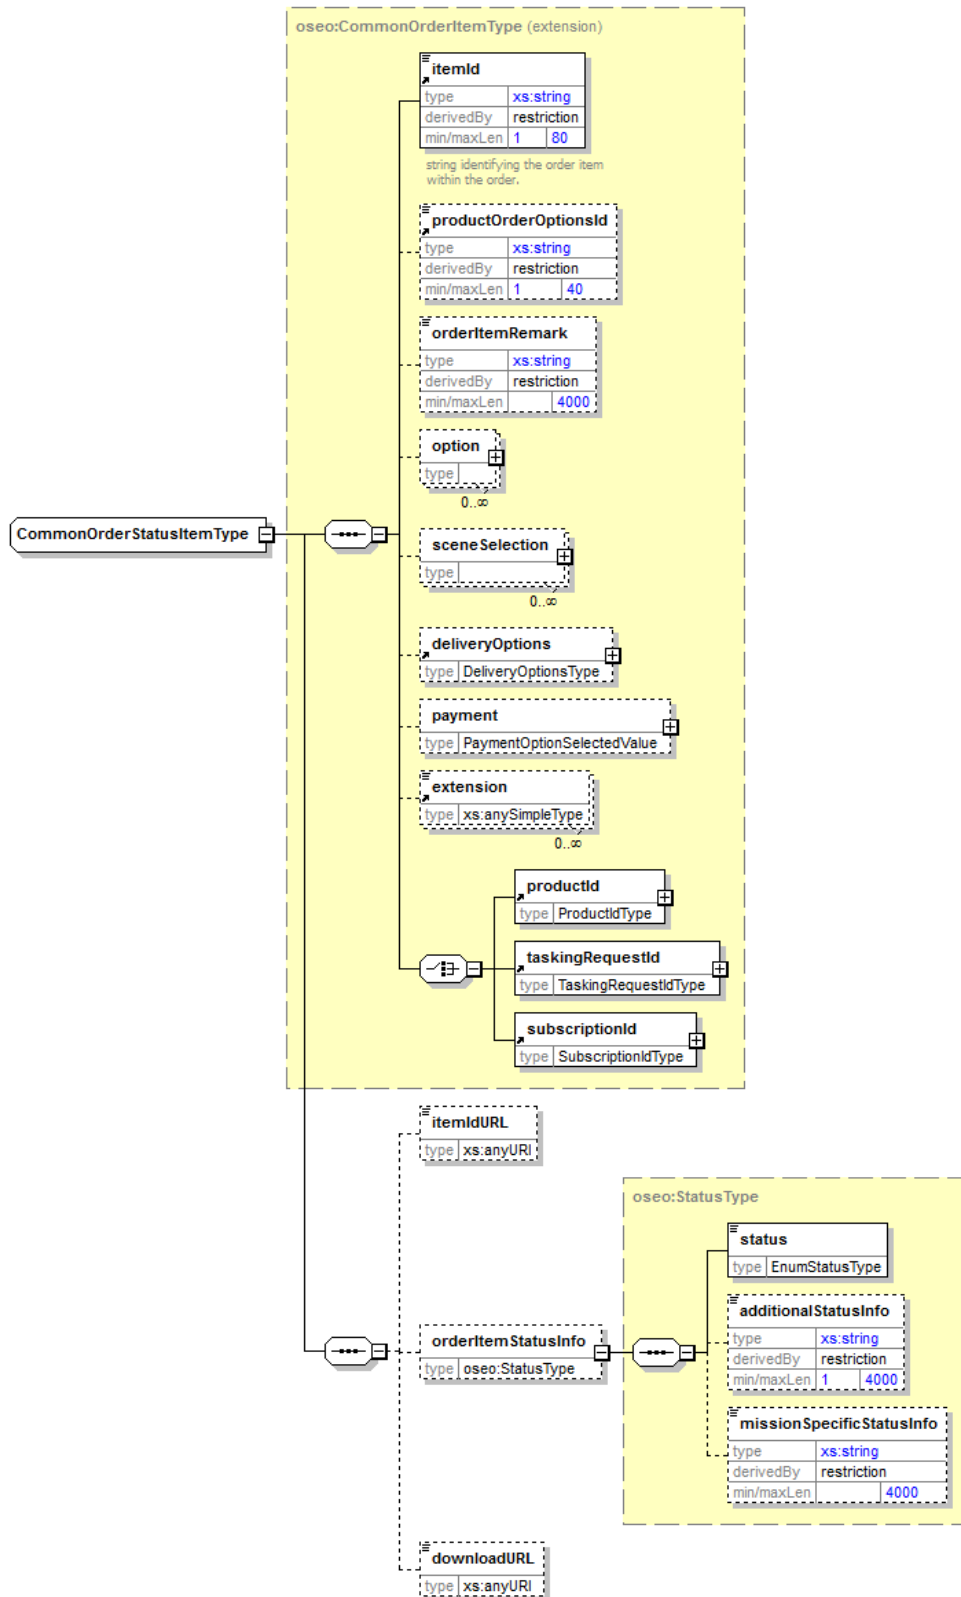 oseo:CommonOrderItemType (extension)
itemId
type xs:string
derivedBy restriction
min/maxLen 1 80
string identifying the order item
within the order.
productOrderOptionsId
type xs:string
derivedBy restriction
min/maxLen 1 40
orderItemRemark
type xs:string
derivedBy restriction
min/maxLen 4000
option
type
0..∞
CommonOrderStatusItemType
sceneSelection
type
0..∞
deliveryOptions
type DeliveryOptionsType
payment
type PaymentOptionSelectedValue
extension
type xs:anySimpleType
0..∞
productId
type ProductIdType
taskingRequestId
type TaskingRequestIdType
subscriptionId
type SubscriptionIdType
itemIdURL
type xs:anyURI
oseo:StatusType
status
type EnumStatusType
additionalStatusInfo
type xs:string
derivedBy restriction
min/maxLen 1 4000
orderItemStatusInfo
type oseo:StatusType
missionSpecificStatusInfo
type xs:string
derivedBy restriction
min/maxLen 4000
downloadURL
type xs:anyURI